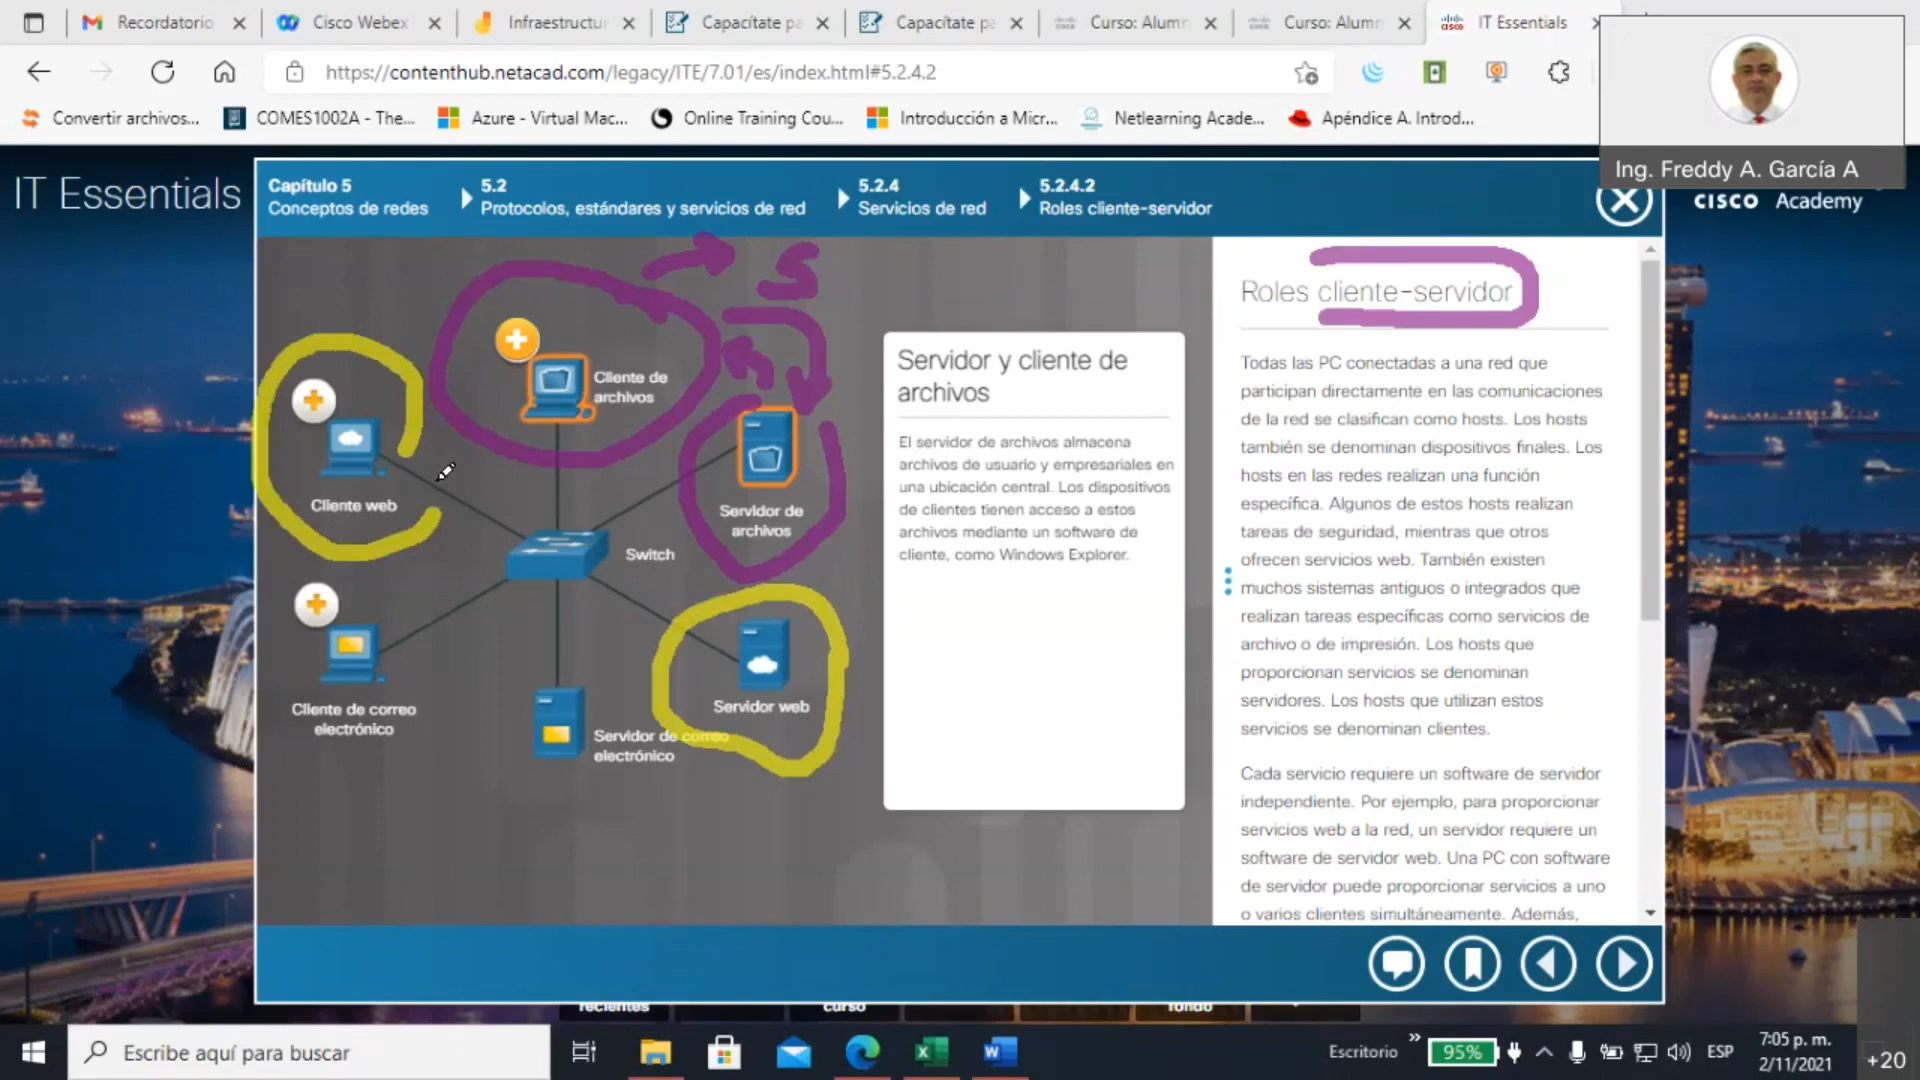 Recordatorio
Cisco Webex
Infraestructu
Capacítate pa
Capacítate pa
Curso: Alumn
Curso: Alumn
IT Essentials
https://contenthub.netacad.com/legacy/ITE/7.01/es/index.html#5.2.4.2
Convertir archivos...
COMES1002A - The...
Azure - Virtual Mac...
Online Training Cou...
Introducción a Micr...
Netlearning Acade...
Apéndice A. Introd...
Ing. Freddy A. García A
IT Essentials
Capítulo 5
Conceptos de redes
5.2
Protocolos, estándares y servicios de red
5.2.4
Servicios de red
5.2.4.2
Roles cliente-servidor
CISCO Academy
S
Cliente de
archivos
Cliente web
Servidor de
archivos
Switch
Cliente de correo
electrónico
Servidor de correo
electrónico
Servidor web
Servidor y cliente de
archivos
El servidor de archivos almacena
archivos de usuario y empresariales en
una ubicación central. Los dispositivos
de clientes tienen acceso a estos
archivos mediante un software de
cliente, como Windows Explorer.
Roles cliente-servidor
Todas las PC conectadas a una red que
participan directamente en las comunicaciones
de la red se clasifican como hosts. Los hosts
también se denominan dispositivos finales. Los
hosts en las redes realizan una función
específica. Algunos de estos hosts realizan
tareas de seguridad, mientras que otros
ofrecen servicios web. También existen
muchos sistemas antiguos o integrados que
realizan tareas específicas como servicios de
archivo o de impresión. Los hosts que
proporcionan servicios se denominan
servidores. Los hosts que utilizan estos
servicios se denominan clientes.
Cada servicio requiere un software de servidor
independiente. Por ejemplo, para proporcionar
servicios web a la red, un servidor requiere un
software de servidor web. Una PC con software
de servidor puede proporcionar servicios a uno
o varios clientes simultáneamente. Además,
recientes
curso
fondo
Escribe aquí para buscar
Escritorio
95%
ESP
7:05 p. m.
2/11/2021
+20